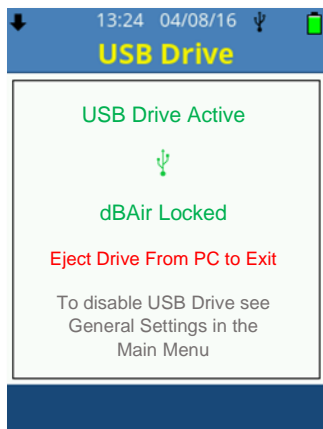 13:24 04/08/16
USB Drive
USB Drive Active
dBAir Locked
Eject Drive From PC to Exit
To disable USB Drive see
General Settings in the
Main Menu